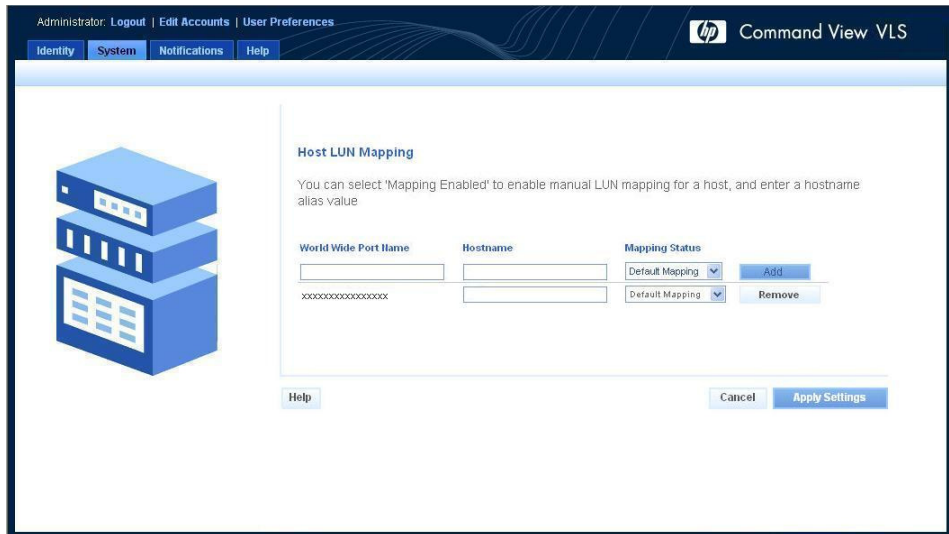 Administrator: Logout | Edit Accounts | User Preferences
hp Command View VLS
Identity System Notifications Help
Host LUN Mapping
You can select 'Mapping Enabled' to enable manual LUN mapping for a host, and enter a hostname
alias value
World Wide Port Name Hostname Mapping Status
Default Mapping Add
xxxxxxxxxxxxxxxx Default Mapping Remove
Help Cancel Apply Settings